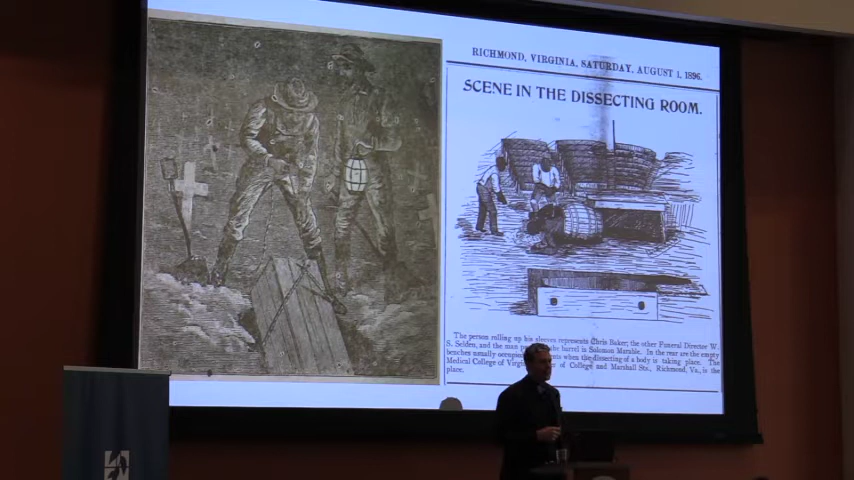 RICHMOND, VIRGINIA, SATURDAY, AUGUST 1, 1896.
SCENE IN THE DISSECTING ROOM.
The person rolling up his sleeves represents Chris Baker, the other Funeral Director W.
S. Selden, and the man the barrel is Solomon Marable. In the rear are the empty
benches usually when the dissecting of a body is taking place. The
Medical College of of College and Marshall Sts., Richmond, Va., is the
place.